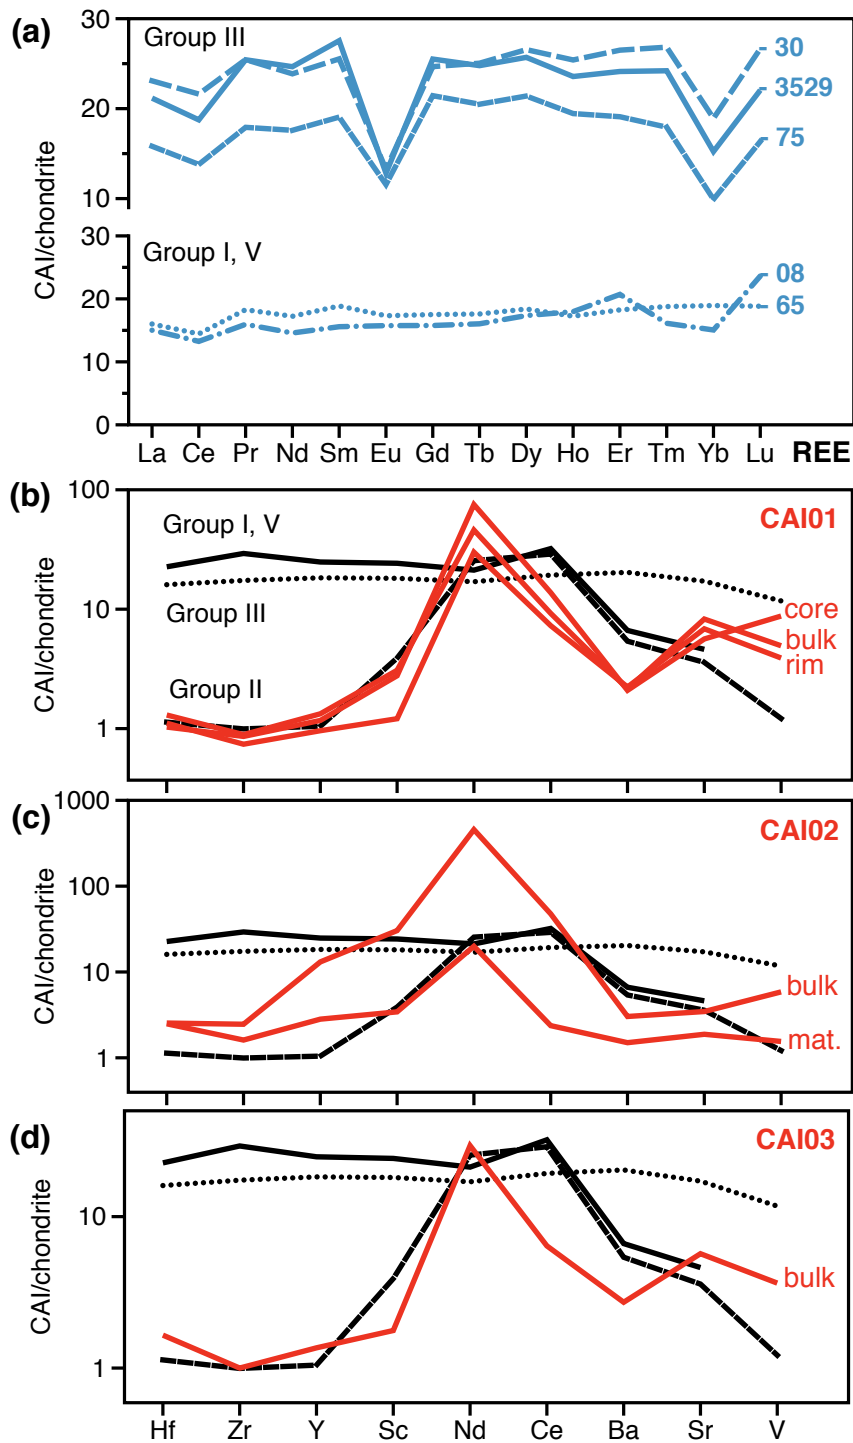 (a)
CAI/chondrite
30
20
10
Group III
30
3529
75
30
20
10
0
Group I, V
08
65
La Ce Pr Nd Sm Eu Gd Tb Dy Ho Er Tm Yb Lu REE
(b)
CAI/chondrite
100
10
1
Group I, V
Group III
Group II
CAI01
core
bulk
rim
(c)
CAI/chondrite
1000
100
10
1
CAI02
bulk
mat.
(d)
CAI/chondrite
10
1
CAI03
bulk
Hf Zr Y Sc Nd Ce Ba Sr V